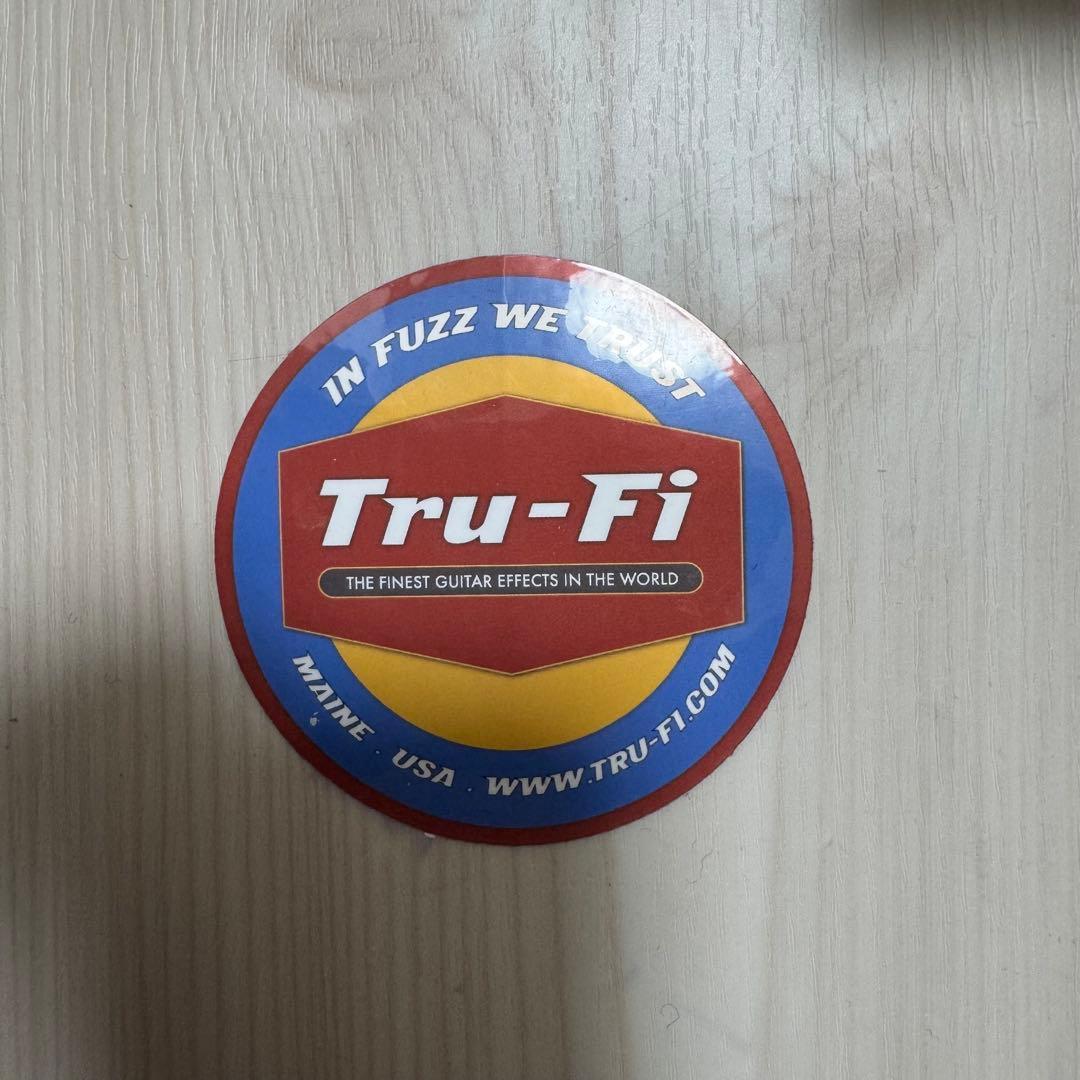 IN FUZZ WE TRUST
Tru-Fi
THE FINEST GUITAR EFFECTS IN THE WORLD
MAINE . USA . WWW.TRU-FI.COM